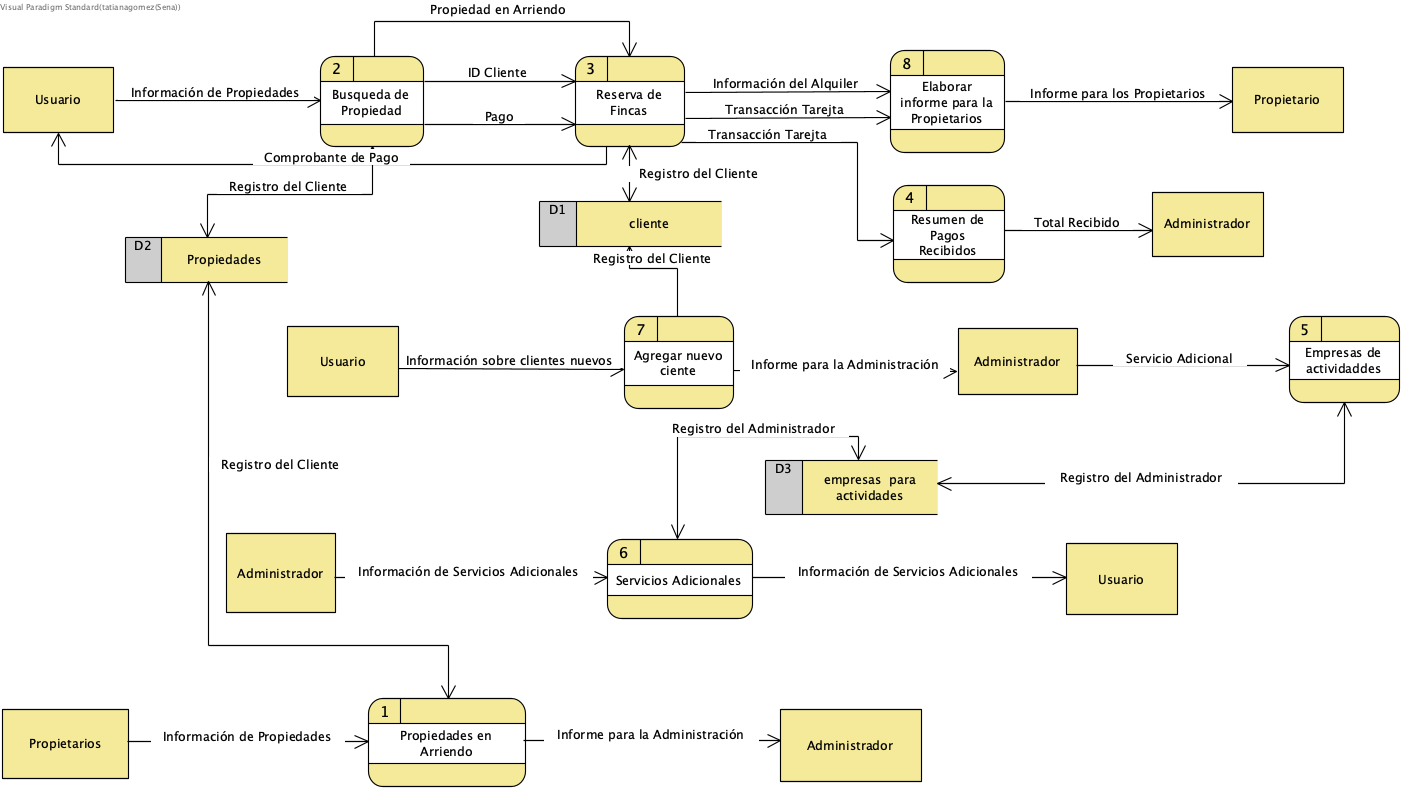 Visual Paradigm Standard(tatianagomez(Sena))
Propiedad en Arriendo
Usuario
Información de Propiedades
2
Busqueda de
Propiedad
ID Cliente
Pago
3
Reserva de
Fincas
Información del Alquiler
Transacción Tarejta
Transacción Tarejta
8
Elaborar
informe para la
Propietarios
Informe para los Propietarios
Propietario
Comprobante de Pago
Registro del Cliente
Registro del Cliente
D1
cliente
4
Resumen de
Pagos
Recibidos
Total Recibido
Administrador
D2
Propiedades
Registro del Cliente
Usuario
Información sobre clientes nuevos
7
Agregar nuevo
ciente
Informe para la Administración
Administrador
Servicio Adicional
5
Empresas de
actividaddes
Registro del Administrador
Registro del Cliente
D3
empresas para
actividades
Registro del Administrador
Administrador
Información de Servicios Adicionales
6
Servicios Adicionales
Información de Servicios Adicionales
Usuario
Propietarios
Información de Propiedades
1
Propiedades en
Arriendo
Informe para la Administración
Administrador